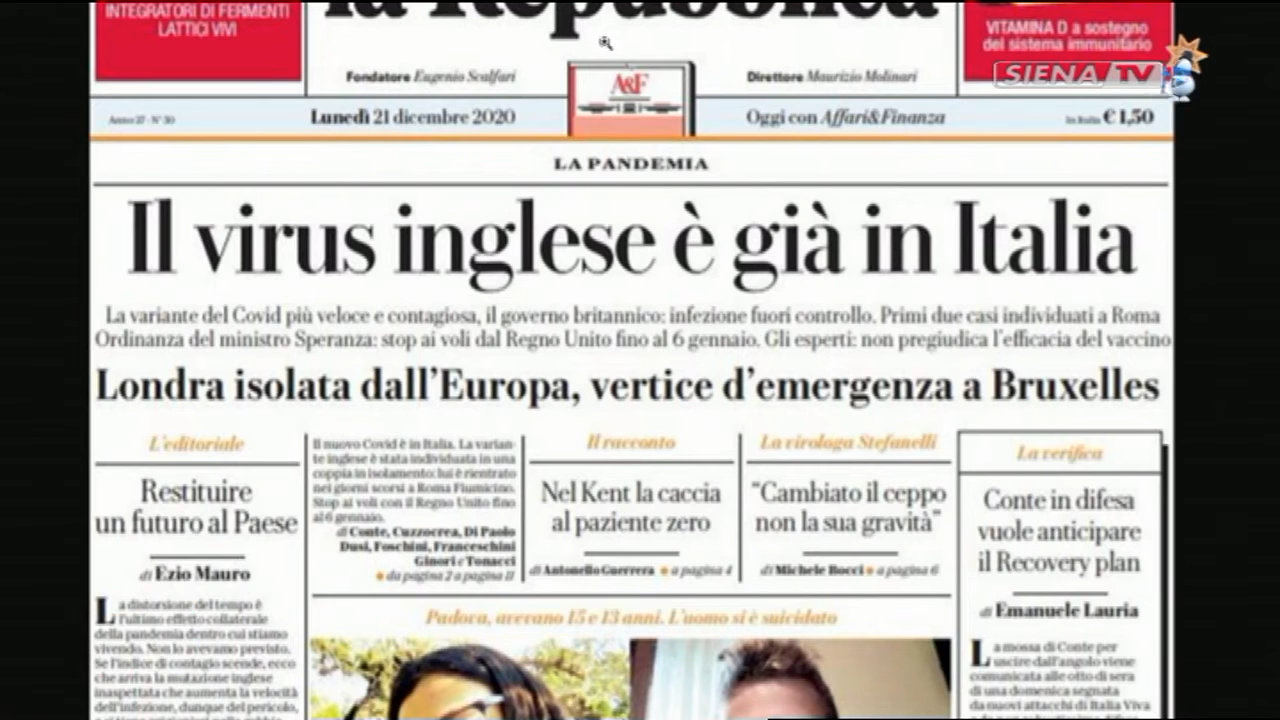 INTEGRATORI DI FERMENTI
LATTICI VIVI
la Repubblica
VITAMINA D a sostegno
del sistema immunitario
SIENA TV
Fondatore Eugenio Scalfari
A&F
Direttore Maurizio Molinari
Anno 27 - N° 50
Lunedì 21 dicembre 2020
Oggi con Affari&Finanza
In Italia € 1,50
LA PANDEMIA
Il virus inglese è già in Italia
La variante del Covid più veloce e contagiosa, il governo britannico: infezione fuori controllo. Primi due casi individuati a Roma
Ordinanza del ministro Speranza: stop ai voli dal Regno Unito fino al 6 gennaio. Gli esperti: non pregiudica l'efficacia del vaccino
Londra isolata dall'Europa, vertice d'emergenza a Bruxelles
L'editoriale
Restituire
un futuro al Paese
di Ezio Mauro
La distorsione del tempo è
l'ultimo effetto collaterale
della pandemia dentro cui stiamo
vivendo. Non lo avevamo previsto.
Se l'indice di contagio scende, ecco
che arriva la mutazione inglese
inaspettata che aumenta la velocità
dell'infezione, dunque del pericolo,
Il nuovo Covid è in Italia. La varian-
te inglese è stata individuata in una
coppia in isolamento: lui è rientrato
nei giorni scorsi a Roma Fiumicino.
Stop ai voli con il Regno Unito fino
al 6 gennaio.
di Conte, Cuzzocrea, Di Paolo
Dusi, Foschini, Franceschini
Ginori e Tonacci
da pagina 2 a pagina 11
Il racconto
Nel Kent la caccia
al paziente zero
di Antonello Guerrera a pagina 4
La virologa Stefanelli
"Cambiato il ceppo
non la sua gravità"
di Michele Bocci a pagina 6
Padova, avevano 15 e 13 anni. L'uomo si è suicidato
La verifica
Conte in difesa
vuole anticipare
il Recovery plan
di Emanuele Lauria
La mossa di Conte per
uscire dall'angolo viene
comunicata alle otto di sera
di una domenica segnata
da nuovi attacchi di Italia Viva